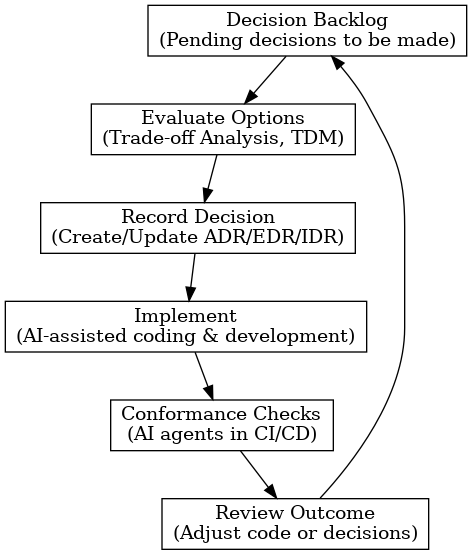 Decision Backlog
(Pending decisions to be made)
Evaluate Options
(Trade-off Analysis, TDM)
Record Decision
(Create/Update ADR/EDR/IDR)
Implement
(AI-assisted coding & development)
Conformance Checks
(AI agents in CI/CD)
Review Outcome
(Adjust code or decisions)